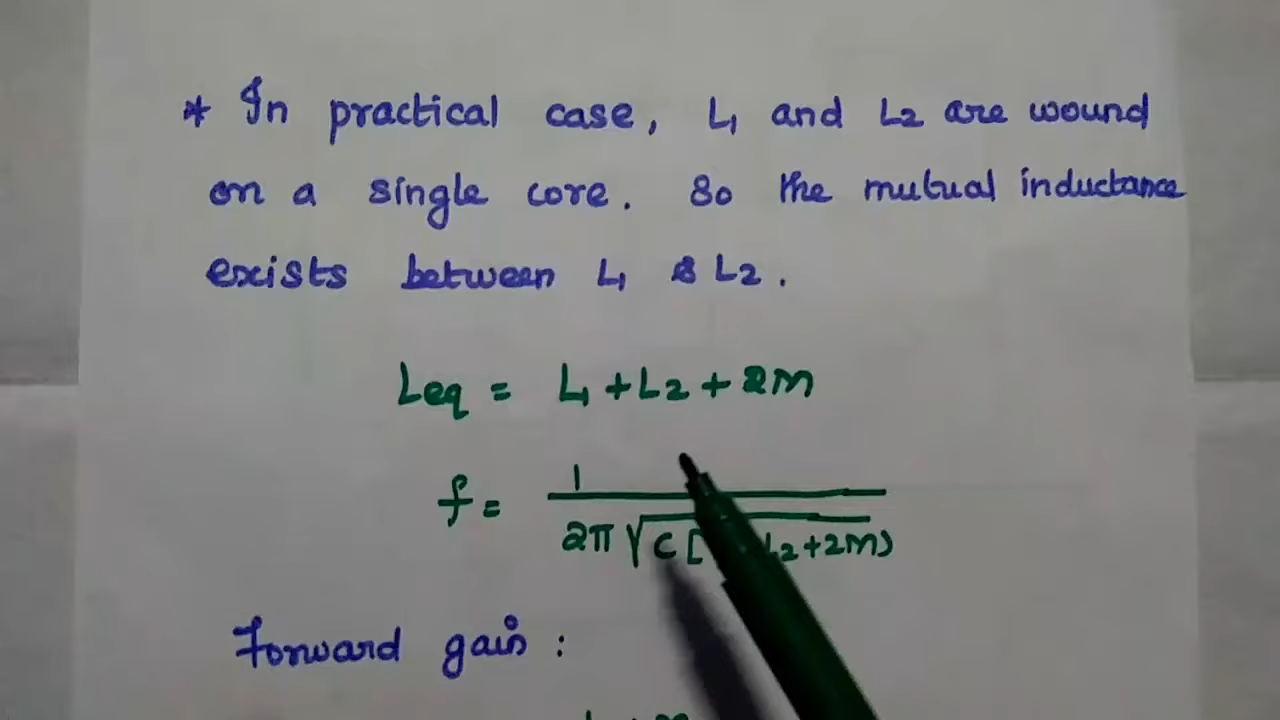 * In practical case, L1 and L2 are wound
on a single core. So the mutual inductance
exists between L1 & L2.
Leq = L1 + L2 + 2M
f = 1
2π √C [ L2+2M)
Forward gain :